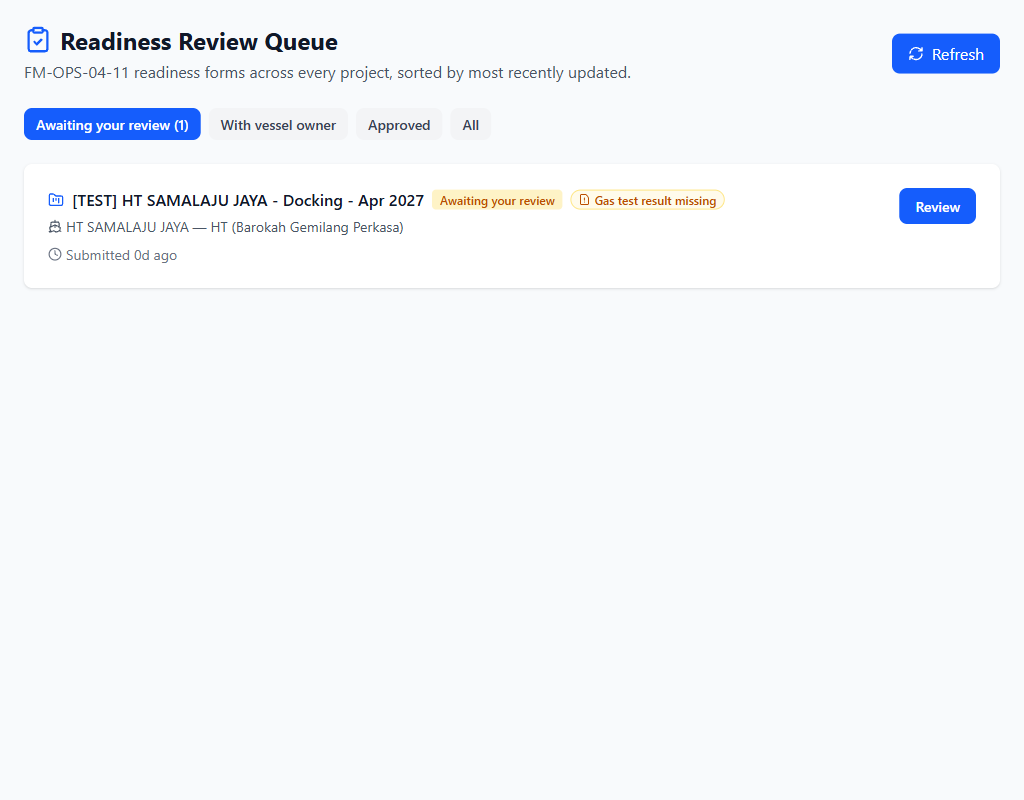 Readiness Review Queue
FM-OPS-04-11 readiness forms across every project, sorted by most recently updated.
Refresh
Awaiting your review (1)
With vessel owner
Approved
All
[TEST] HT SAMALAJU JAYA - Docking - Apr 2027
Awaiting your review
Gas test result missing
Review
HT SAMALAJU JAYA — HT (Barokah Gemilang Perkasa)
Submitted 0d ago